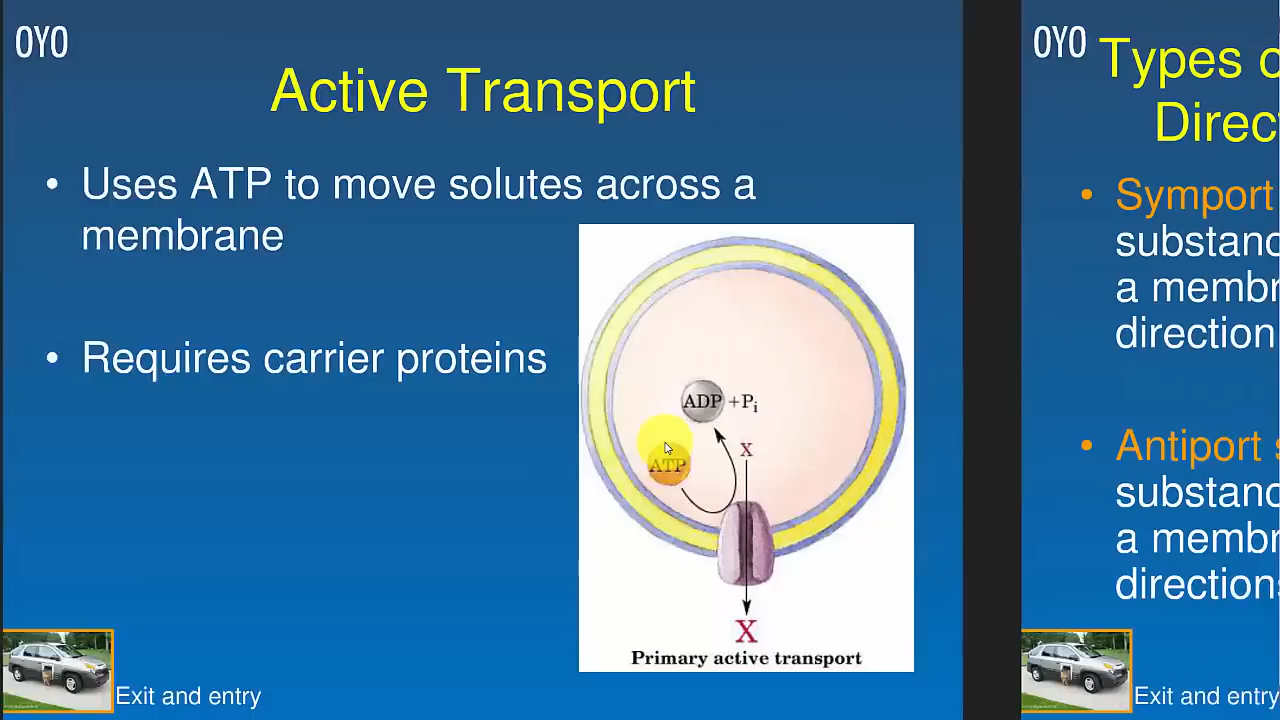 OYO
Active Transport
• Uses ATP to move solutes across a
membrane
• Requires carrier proteins
ADP +Pi
ATP
X
X
Primary active transport
Exit and entry
OYO
Types
Direc
• Symport
substanc
a membr
direction
• Antiport
substanc
a membr
directions
Exit and entry